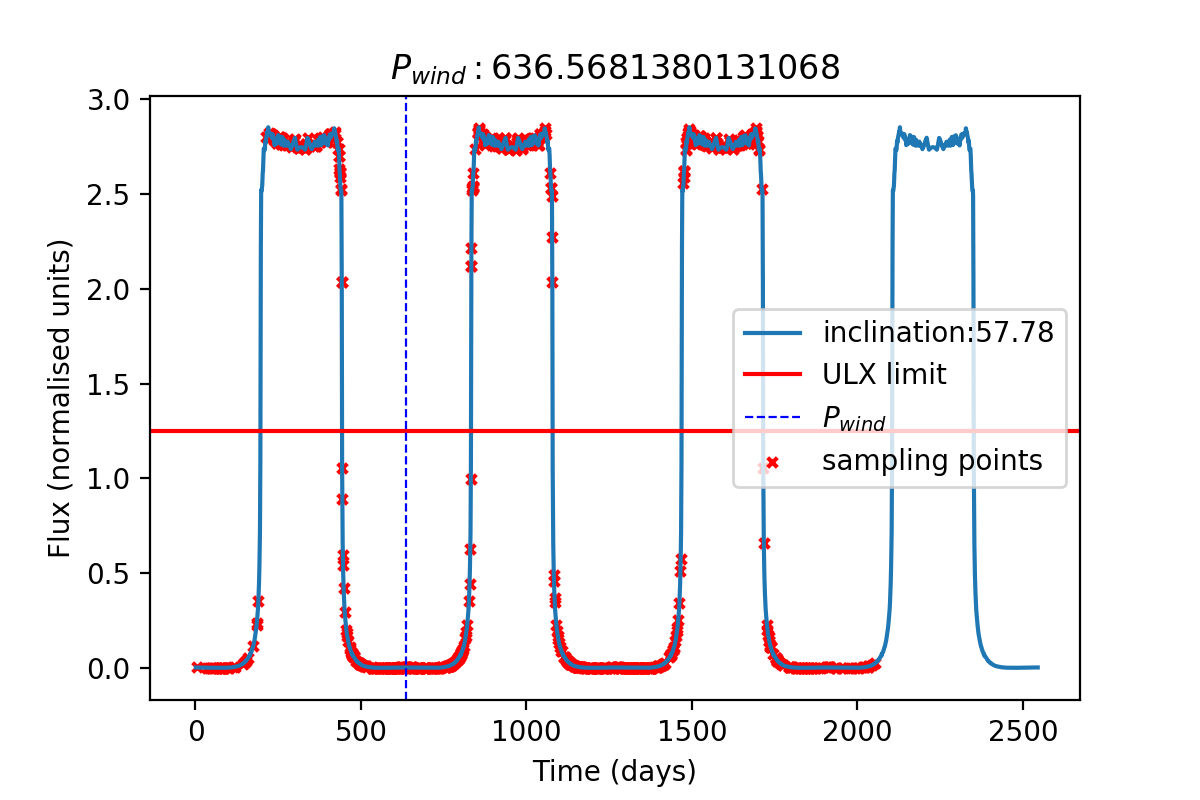 P_wind : 636.5681380131068
3.0
2.5
2.0
1.5
1.0
0.5
0.0
Flux (normalised units)
inclination:57.78
ULX limit
P_wind
sampling points
0 500 1000 1500 2000 2500
Time (days)